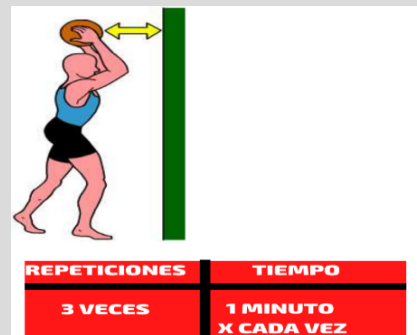 REPETICIONES TIEMPO
3 VECES 1 MINUTO
X CADA VEZ